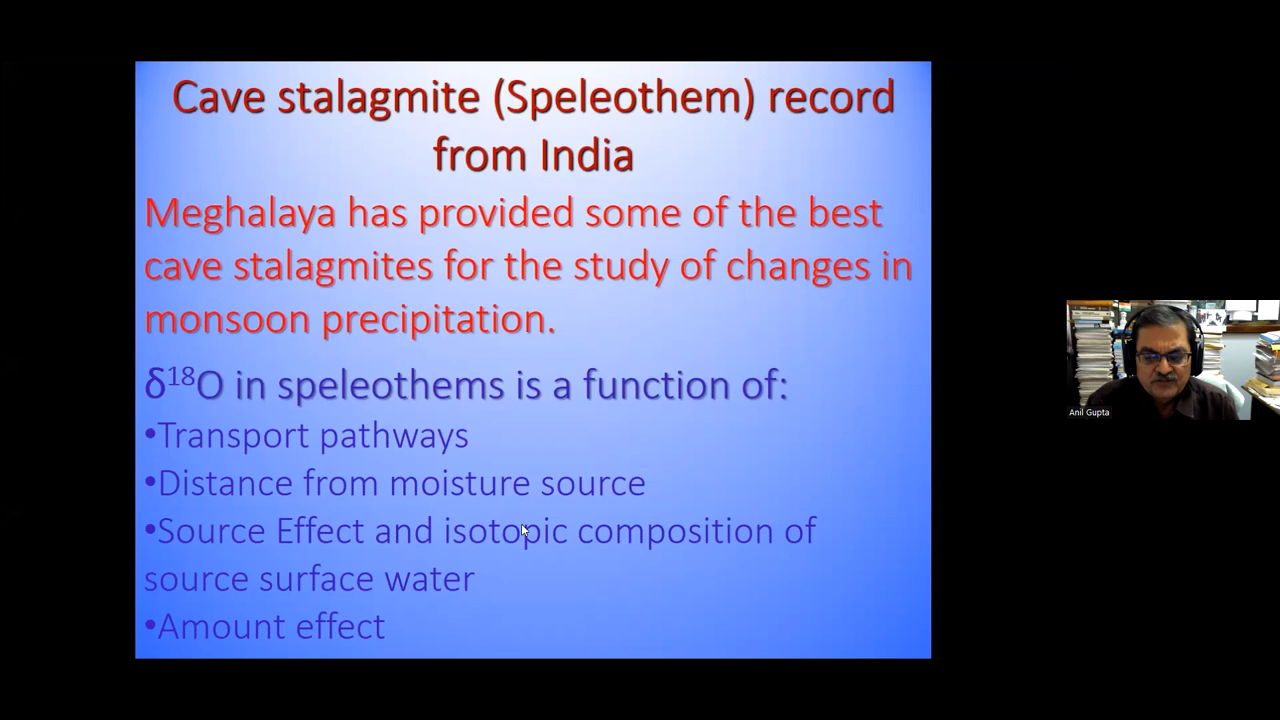 Cave stalagmite (Speleothem) record
from India
Meghalaya has provided some of the best
cave stalagmites for the study of changes in
monsoon precipitation.
δ¹⁸O in speleothems is a function of:
•Transport pathways
•Distance from moisture source
•Source Effect and isotopic composition of
source surface water
•Amount effect
Anil Gupta